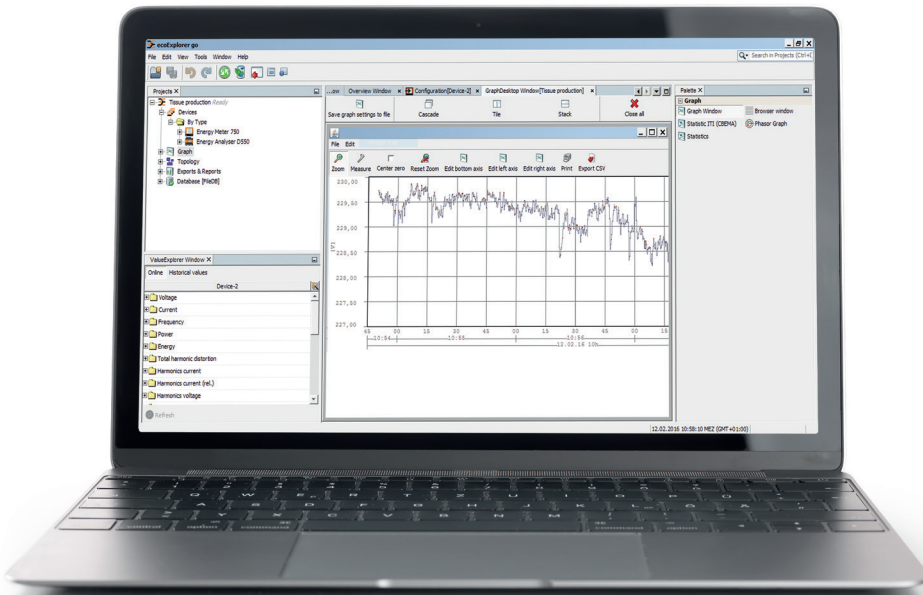 ecoExplorer go
File Edit View Tools Window Help
Search in Projects (Ctrl+I
Projects
Tissue production Ready
Devices
By Type
Energy Meter 750
Energy Analyser D550
Graph
Topology
Exports & Reports
Database [FileDB]
ValueExplorer Window
Online Historical values
Device-2
Voltage
Current
Frequency
Power
Energy
Total harmonic distortion
Harmonics current
Harmonics current (rel.)
Harmonics voltage
Refresh
...ow Overview Window Configuration[Device-2] GraphDesktop Window[Tissue production]
Save graph settings to file Cascade Tile Stack Close all
File Edit
Zoom Measure Center zero Reset Zoom Edit bottom axis Edit left axis Edit right axis Print Export CSV
230,00
229,50
229,00
[V]
228,50
228,00
227,50
227,00
45 00 15 30 45 00 15 30 45 00 15
10:54 10:55 10:56
12.02.16 10h
Palette
Graph
Graph Window Browser window
Statistic ITI (CBEMA) Phasor Graph
Statistics
12.02.2016 10:58:10 MEZ (GMT+01:00)
Q W E R T Z U I O P Ö
A S D F G H J K L Ö Ä
Y X C V B N M
control option command command option